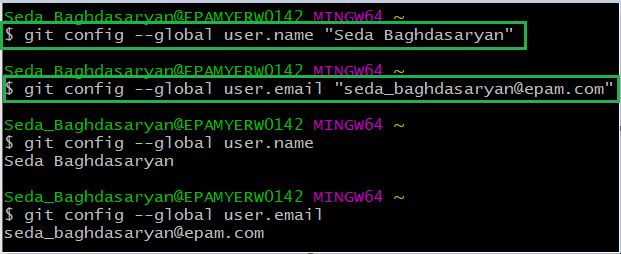 Seda_Baghdasaryan@EPAMYERW0142 MINGW64 ~
$ git config --global user.name "Seda Baghdasaryan"
Seda_Baghdasaryan@EPAMYERW0142 MINGW64 ~
$ git config --global user.email "seda_baghdasaryan@epam.com"
Seda_Baghdasaryan@EPAMYERW0142 MINGW64 ~
$ git config --global user.name
Seda Baghdasaryan
Seda_Baghdasaryan@EPAMYERW0142 MINGW64 ~
$ git config --global user.email
seda_baghdasaryan@epam.com